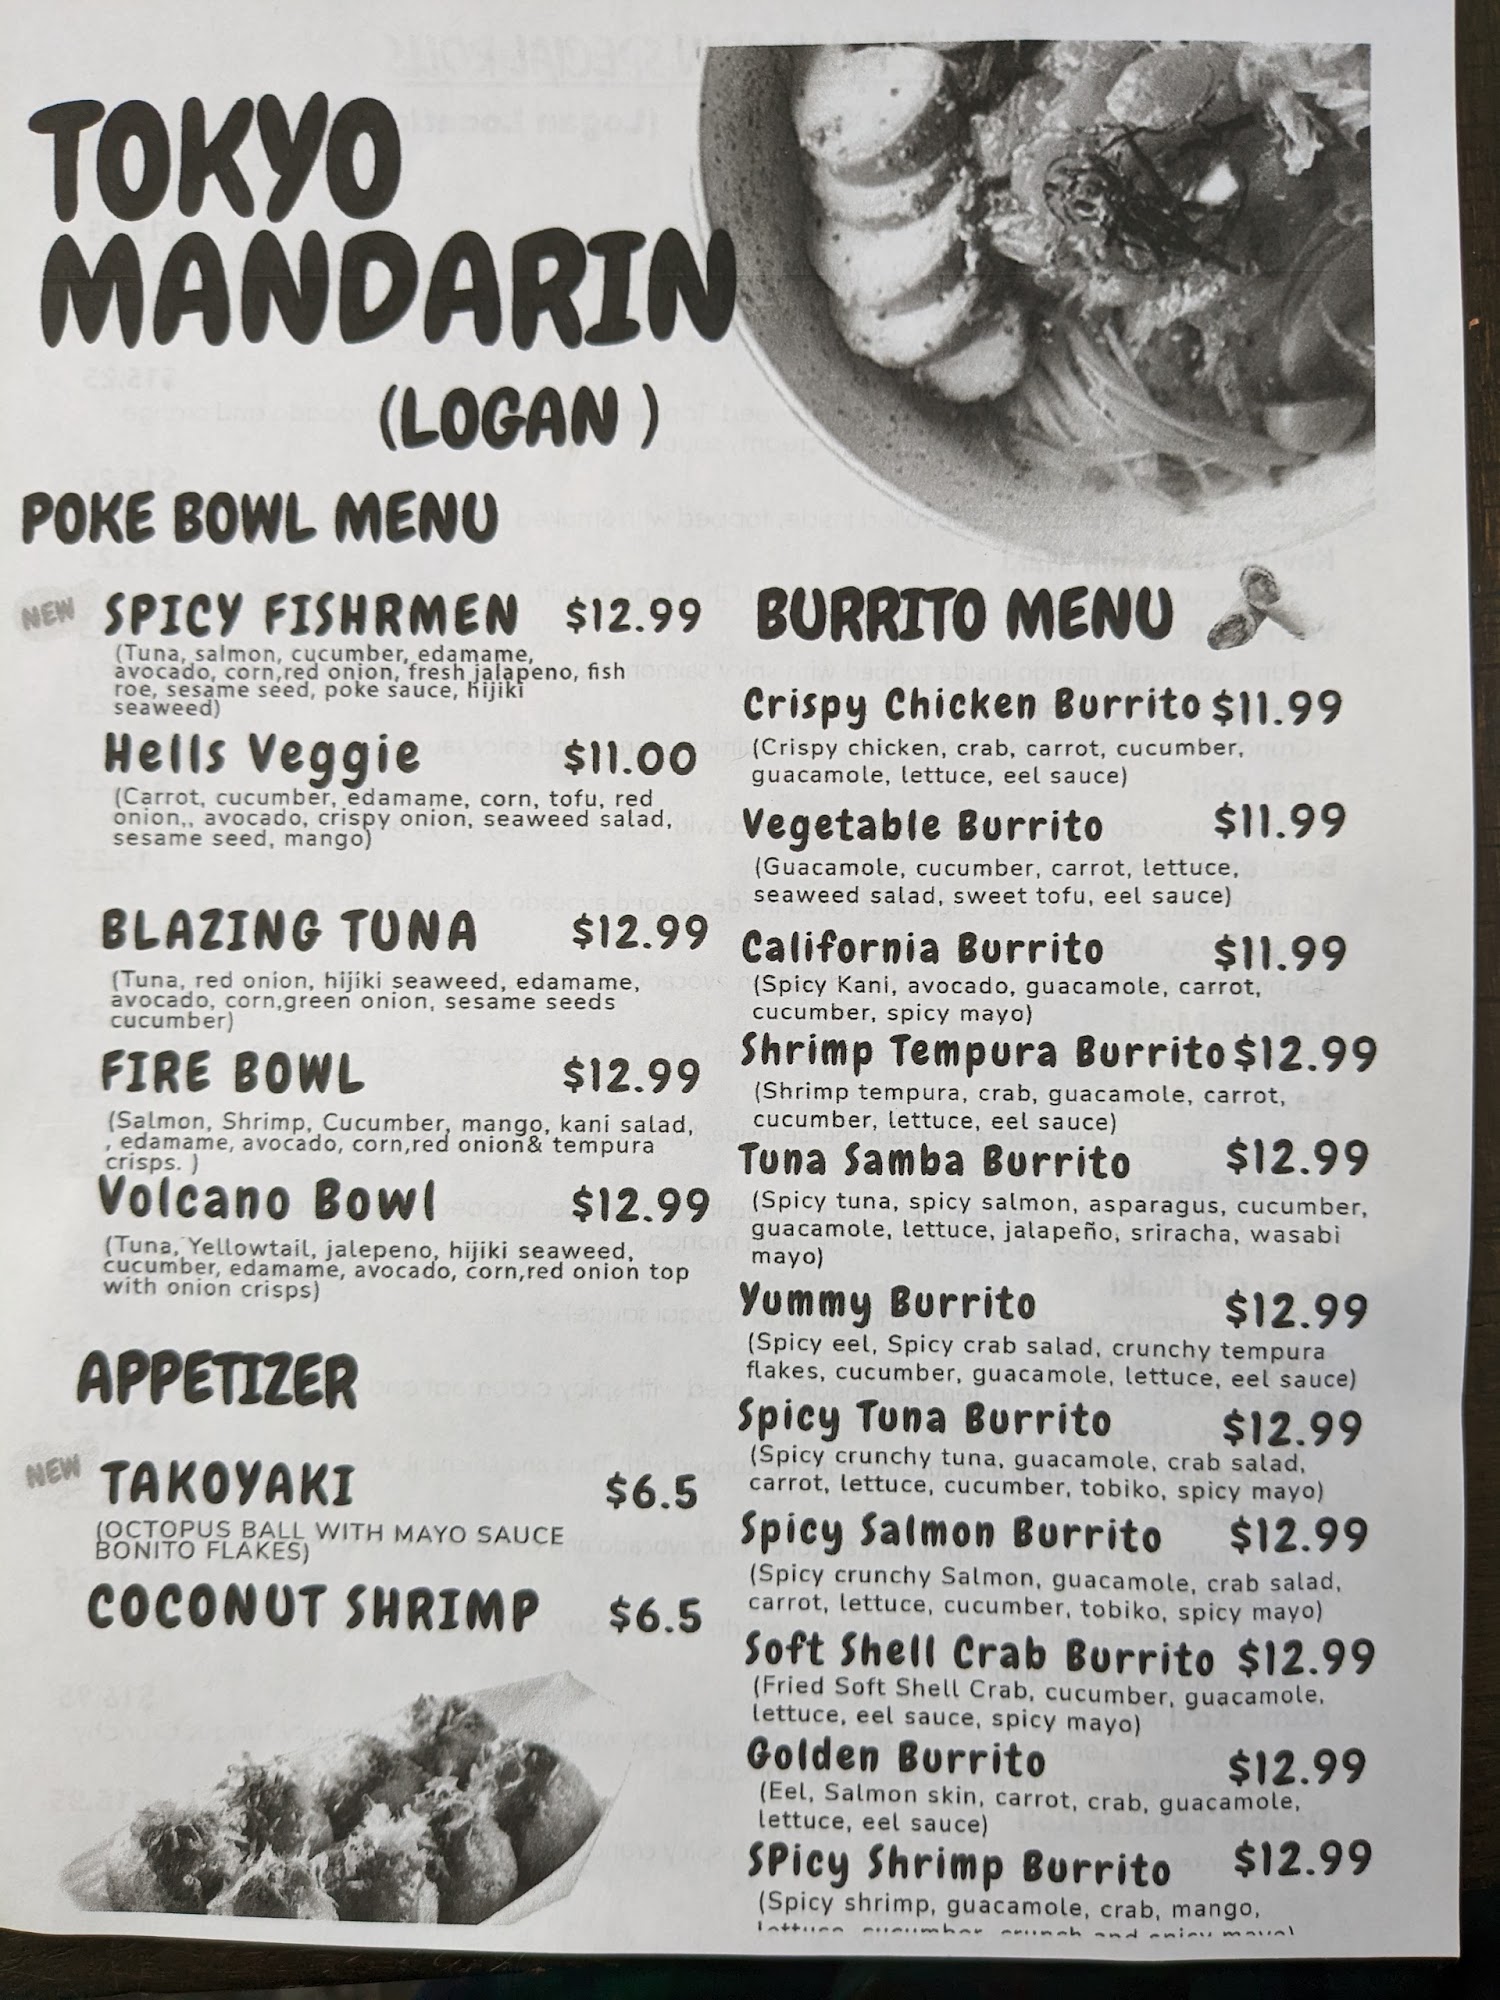 TOKYO
MANDARIN
(LOGAN )
POKE BOWL MENU
NEW SPICY FISHRMEN $12.99
(Tuna, salmon, cucumber, edamame,
avocado, corn,red onion, fresh jalapeno, fish
roe, sesame seed, poke sauce, hijiki
seaweed)
Hells Veggie $11.00
(Carrot, cucumber, edamame, corn, tofu, red
onion,, avocado, crispy onion, seaweed salad,
sesame seed, mango)
BLAZING TUNA $12.99
(Tuna, red onion, hijiki seaweed, edamame,
avocado, corn,green onion, sesame seeds
cucumber)
FIRE BOWL $12.99
(Salmon, Shrimp, Cucumber, mango, kani salad,
, edamame, avocado, corn,red onion& tempura
crisps. )
Volcano Bowl $12.99
(Tuna, Yellowtail, jalepeno, hijiki seaweed,
cucumber, edamame, avocado, corn,red onion top
with onion crisps)
APPETIZER
NEW TAKOYAKI $6.5
(OCTOPUS BALL WITH MAYO SAUCE
BONITO FLAKES)
COCONUT SHRIMP $6.5
BURRITO MENU
Crispy Chicken Burrito $11.99
(Crispy chicken, crab, carrot, cucumber,
guacamole, lettuce, eel sauce)
Vegetable Burrito $11.99
(Guacamole, cucumber, carrot, lettuce,
seaweed salad, sweet tofu, eel sauce)
California Burrito $11.99
(Spicy Kani, avocado, guacamole, carrot,
cucumber, spicy mayo)
Shrimp Tempura Burrito $12.99
(Shrimp tempura, crab, guacamole, carrot,
cucumber, lettuce, eel sauce)
Tuna Samba Burrito $12.99
(Spicy tuna, spicy salmon, asparagus, cucumber,
guacamole, lettuce, jalapeño, sriracha, wasabi
mayo)
Yummy Burrito $12.99
(Spicy eel, Spicy crab salad, crunchy tempura
flakes, cucumber, guacamole, lettuce, eel sauce)
Spicy Tuna Burrito $12.99
(Spicy crunchy tuna, guacamole, crab salad,
carrot, lettuce, cucumber, tobiko, spicy mayo)
Spicy Salmon Burrito $12.99
(Spicy crunchy Salmon, guacamole, crab salad,
carrot, lettuce, cucumber, tobiko, spicy mayo)
Soft Shell Crab Burrito $12.99
(Fried Soft Shell Crab, cucumber, guacamole,
lettuce, eel sauce, spicy mayo)
Golden Burrito $12.99
(Eel, Salmon skin, carrot, crab, guacamole,
lettuce, eel sauce)
SPicy Shrimp Burrito $12.99
(Spicy shrimp, guacamole, crab, mango,
lettuce, cucumber, crunch and spicy mayo)